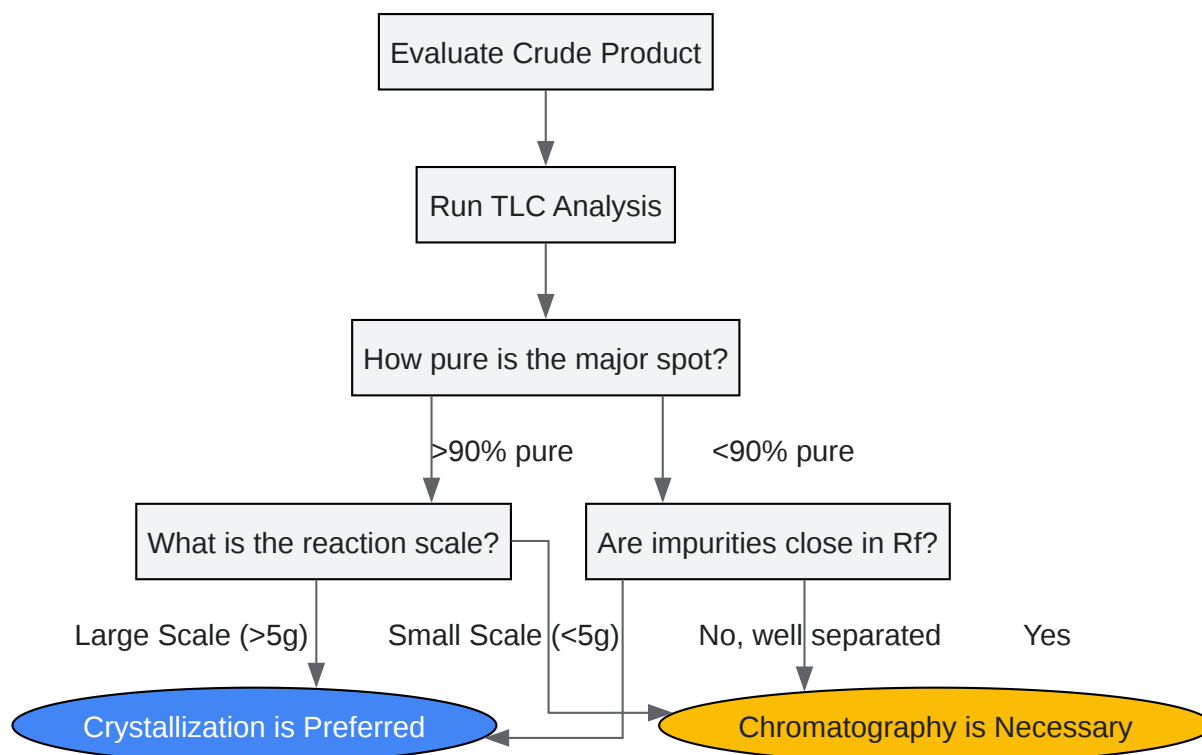 Evaluate Crude Product
Run TLC Analysis
How pure is the major spot?
>90% pure
<90% pure
What is the reaction scale?
Are impurities close in Rf?
Large Scale (>5g)
Small Scale (<5g)
No, well separated
Yes
Crystallization is Preferred
Chromatography is Necessary